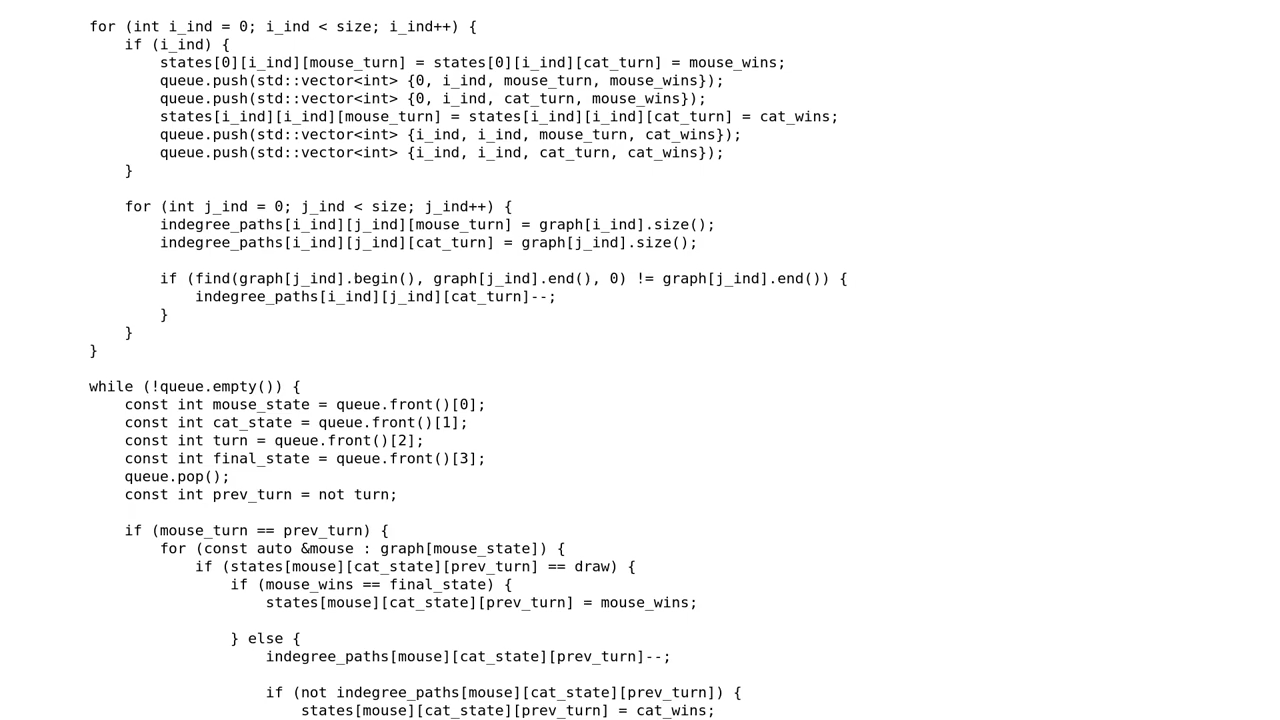 for (int i_ind = 0; i_ind < size; i_ind++) {
    if (i_ind) {
        states[0][i_ind][mouse_turn] = states[0][i_ind][cat_turn] = mouse_wins;
        queue.push(std::vector<int> {0, i_ind, mouse_turn, mouse_wins});
        queue.push(std::vector<int> {0, i_ind, cat_turn, mouse_wins});
        states[i_ind][i_ind][mouse_turn] = states[i_ind][i_ind][cat_turn] = cat_wins;
        queue.push(std::vector<int> {i_ind, i_ind, mouse_turn, cat_wins});
        queue.push(std::vector<int> {i_ind, i_ind, cat_turn, cat_wins});
    }

    for (int j_ind = 0; j_ind < size; j_ind++) {
        indegree_paths[i_ind][j_ind][mouse_turn] = graph[i_ind].size();
        indegree_paths[i_ind][j_ind][cat_turn] = graph[j_ind].size();

        if (find(graph[j_ind].begin(), graph[j_ind].end(), 0) != graph[j_ind].end()) {
            indegree_paths[i_ind][j_ind][cat_turn]--;
        }
    }
}

while (!queue.empty()) {
    const int mouse_state = queue.front()[0];
    const int cat_state = queue.front()[1];
    const int turn = queue.front()[2];
    const int final_state = queue.front()[3];
    queue.pop();
    const int prev_turn = not turn;

    if (mouse_turn == prev_turn) {
        for (const auto &mouse : graph[mouse_state]) {
            if (states[mouse][cat_state][prev_turn] == draw) {
                if (mouse_wins == final_state) {
                    states[mouse][cat_state][prev_turn] = mouse_wins;

                } else {
                    indegree_paths[mouse][cat_state][prev_turn]--;

                    if (not indegree_paths[mouse][cat_state][prev_turn]) {
                        states[mouse][cat_state][prev_turn] = cat_wins;